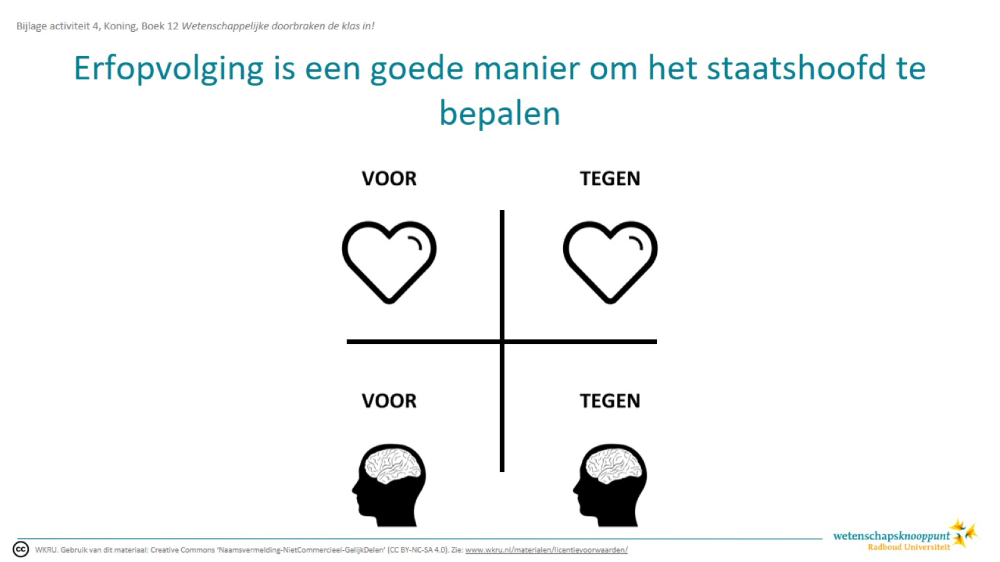 Bijlage activiteit 4, Koning, Boek 12 Wetenschappelijke doorbraken de klas in!
Erfopvolging is een goede manier om het staatshoofd te
bepalen
VOOR TEGEN
VOOR TEGEN
wetenschapsknooppunt
Radboud Universiteit
cc WKRU. Gebruik van dit materiaal: Creative Commons ‘Naamsvermelding-NietCommercieel-GelijkDelen’ (CC BY-NC-SA 4.0). Zie: www.wkru.nl/materialen/licentievoorwaarden/